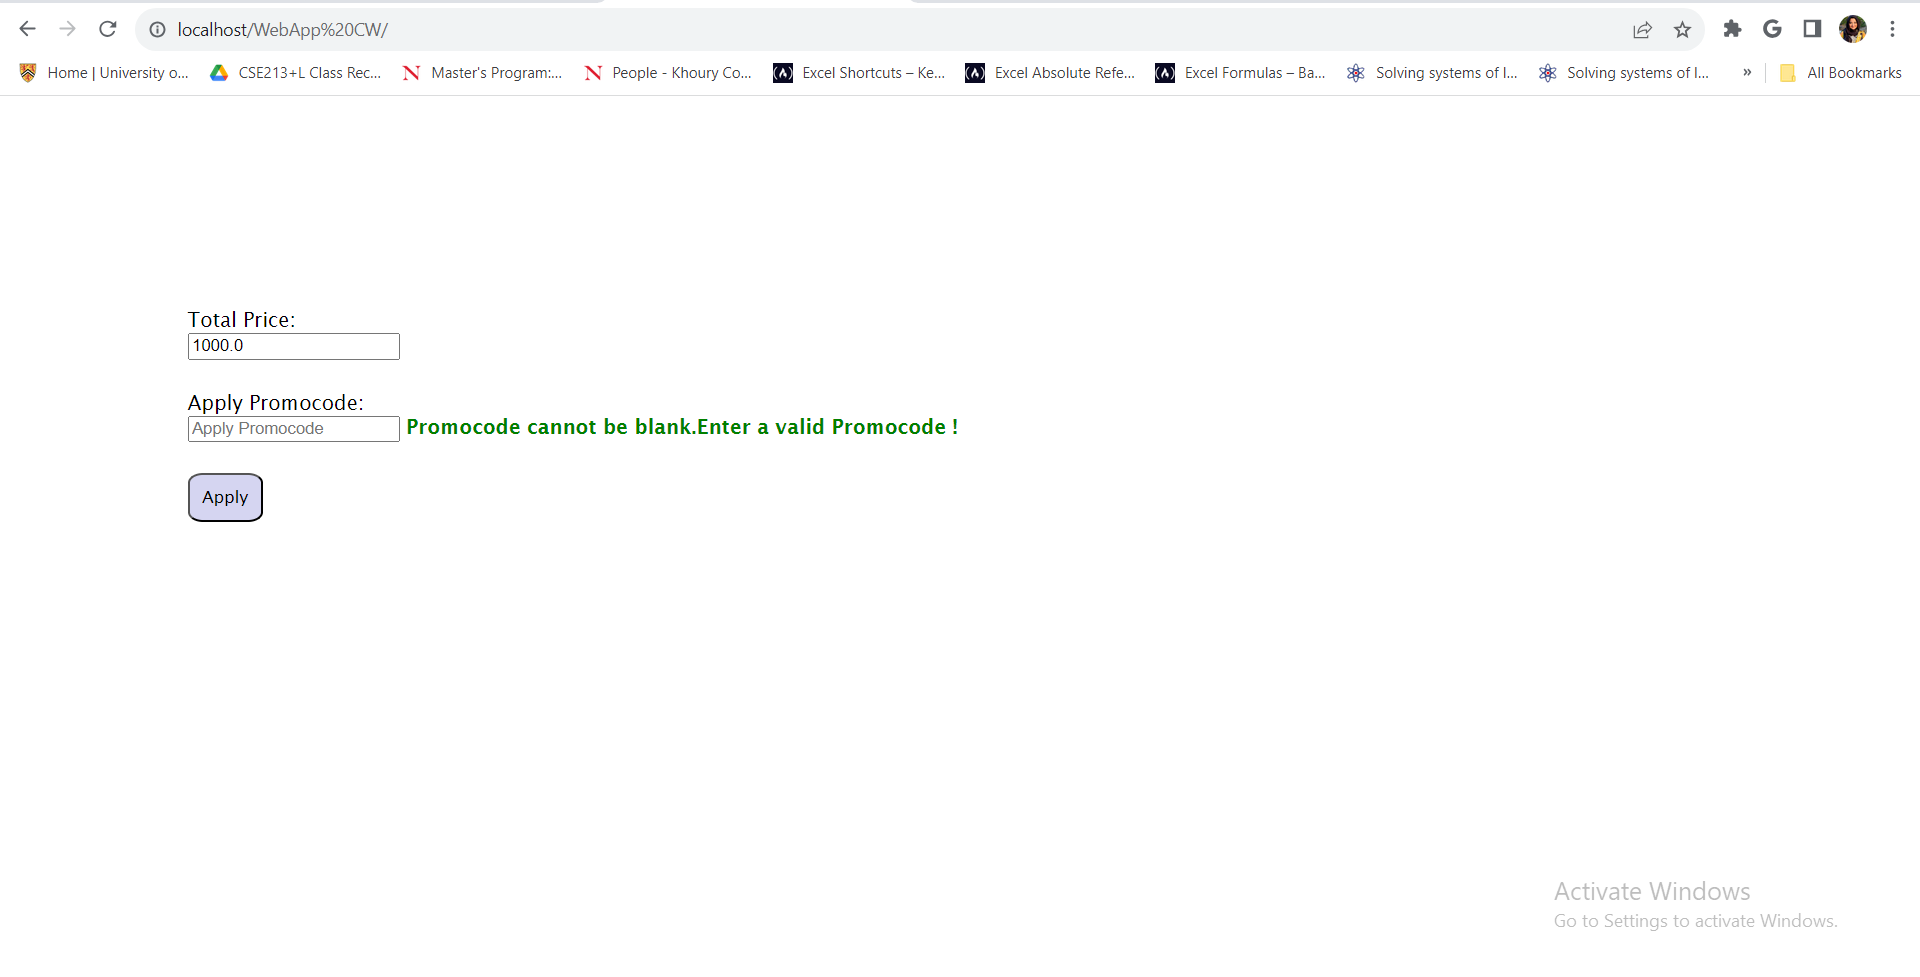 localhost/WebApp%20CW/
Home | University o... CSE213+L Class Rec... Master's Program:... People - Khoury Co... Excel Shortcuts – Ke... Excel Absolute Refe... Excel Formulas – Ba... Solving systems of l... Solving systems of l... » All Bookmarks
Total Price:
1000.0
Apply Promocode:
Apply Promocode Promocode cannot be blank.Enter a valid Promocode !
Apply
Activate Windows
Go to Settings to activate Windows.